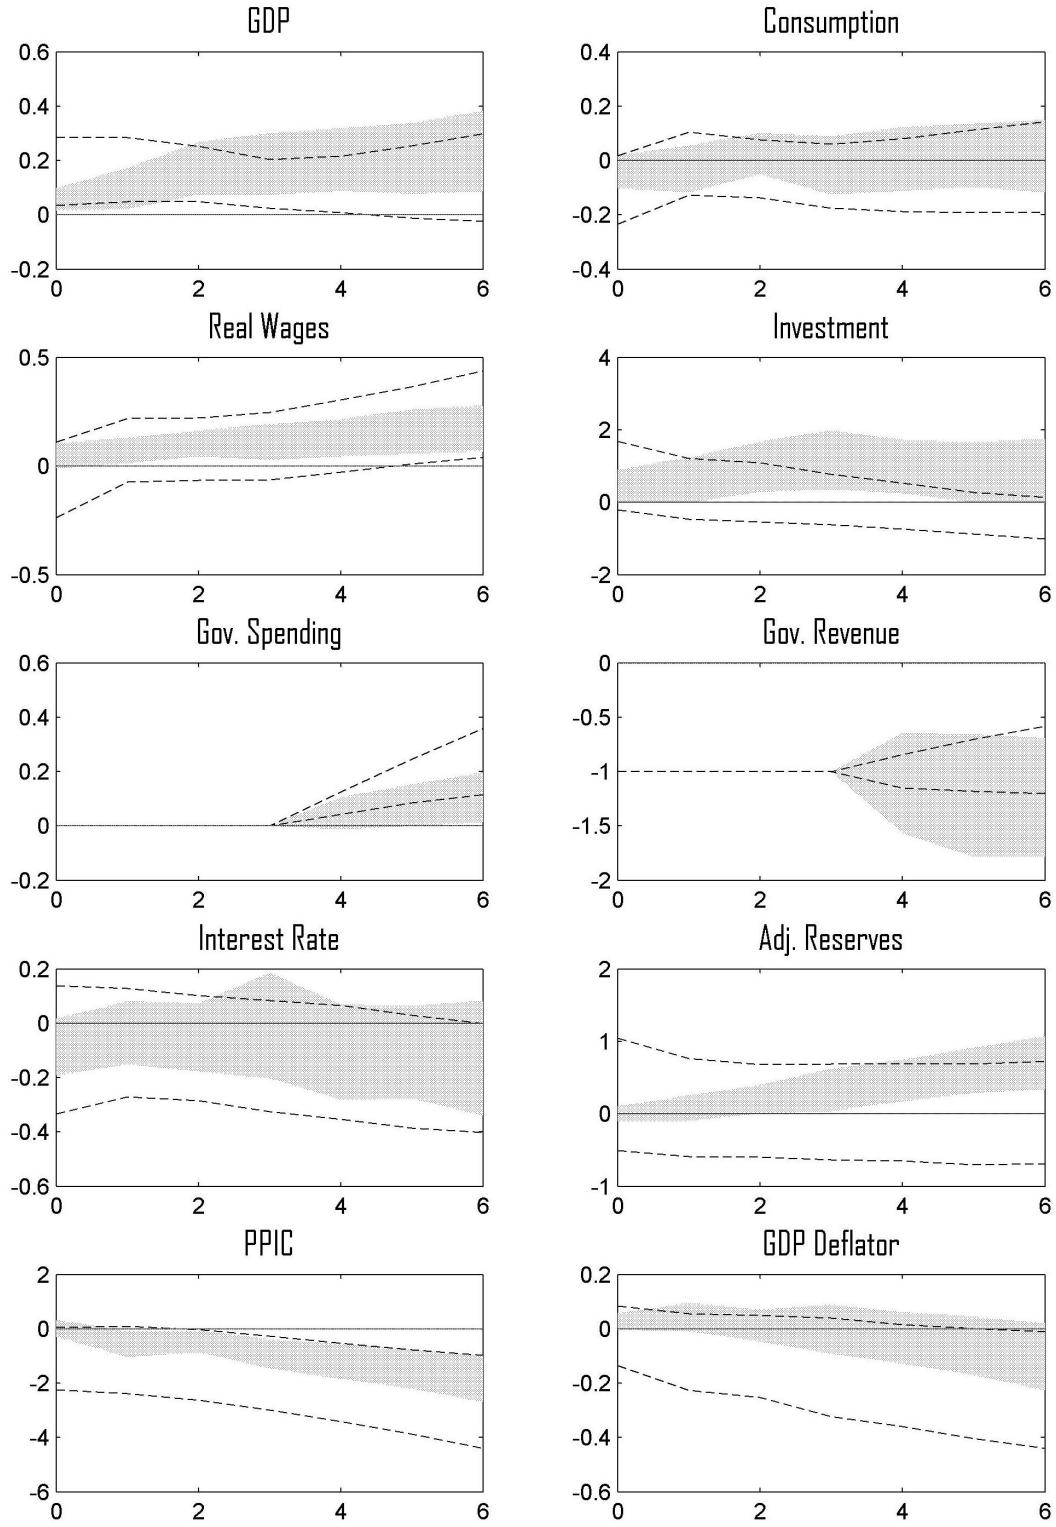 GDP
0.6
0.4
0.2
0
-0.2
0 2 4 6
Consumption
0.4
0.2
0
-0.2
-0.4
0 2 4 6
Real Wages
0.5
0
-0.5
0 2 4 6
Investment
4
2
0
-2
0 2 4 6
Gov. Spending
0.6
0.4
0.2
0
-0.2
0 2 4 6
Gov. Revenue
0
-0.5
-1
-1.5
-2
0 2 4 6
Interest Rate
0.2
0
-0.2
-0.4
-0.6
0 2 4 6
Adj. Reserves
2
1
0
-1
0 2 4 6
PPIC
2
0
-2
-4
-6
0 2 4 6
GDP Deflator
0.2
0
-0.2
-0.4
-0.6
0 2 4 6